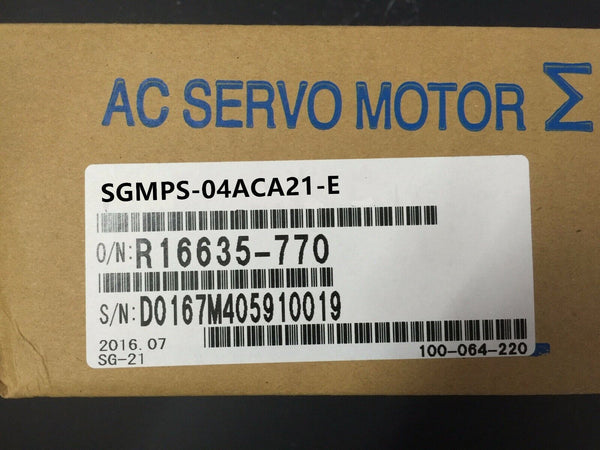 AC SERVO MOTOR Σ
SGMPS-04ACA21-E
O/N: R16635-770
S/N: D0167M405910019
2016.07
SG-21
100-064-220